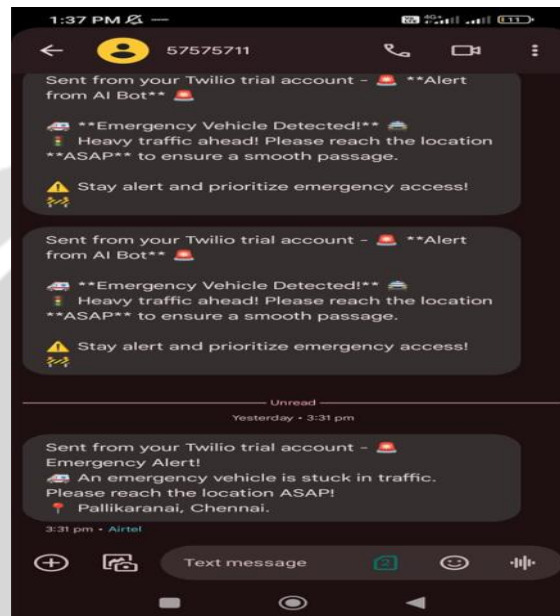 1:37 PM
4G+
11
57575711
Sent from your Twilio trial account - 🚨 **Alert
from AI Bot** 🚨
🚑 **Emergency Vehicle Detected!** 🚔
🚦 Heavy traffic ahead! Please reach the location
**ASAP** to ensure a smooth passage.
⚠️ Stay alert and prioritize emergency access!
🚧
Sent from your Twilio trial account - 🚨 **Alert
from AI Bot** 🚨
🚑 **Emergency Vehicle Detected!** 🚔
🚦 Heavy traffic ahead! Please reach the location
**ASAP** to ensure a smooth passage.
⚠️ Stay alert and prioritize emergency access!
🚧
Unread
Yesterday • 3:31 pm
Sent from your Twilio trial account - 🚨
Emergency Alert!
🚑 An emergency vehicle is stuck in traffic.
Please reach the location ASAP!
📍 Pallikaranai, Chennai.
3:31 pm • Airtel
Text message
2